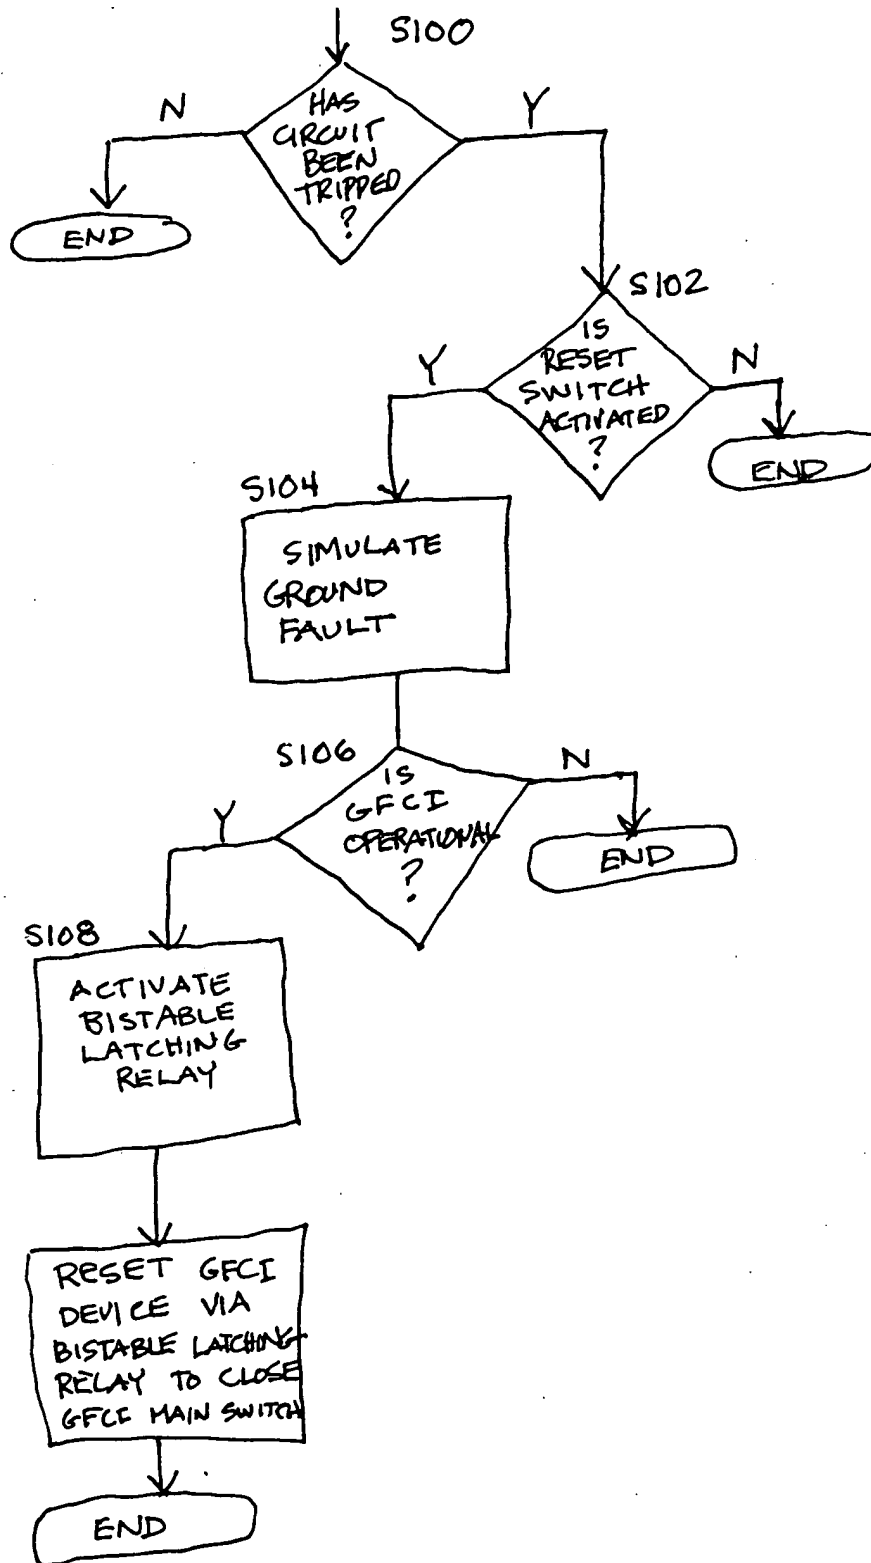 S100
HAS
CIRCUIT
BEEN
TRIPPED
?
N
Y
END
S102
IS
RESET
SWITCH
ACTIVATED
?
Y
N
END
S104
SIMULATE
GROUND
FAULT
S106
IS
GFCI
OPERATIONAL
?
Y
N
END
S108
ACTIVATE
BISTABLE
LATCHING
RELAY
RESET GFCI
DEVICE VIA
BISTABLE LATCHING
RELAY TO CLOSE
GFCI MAIN SWITCH
END